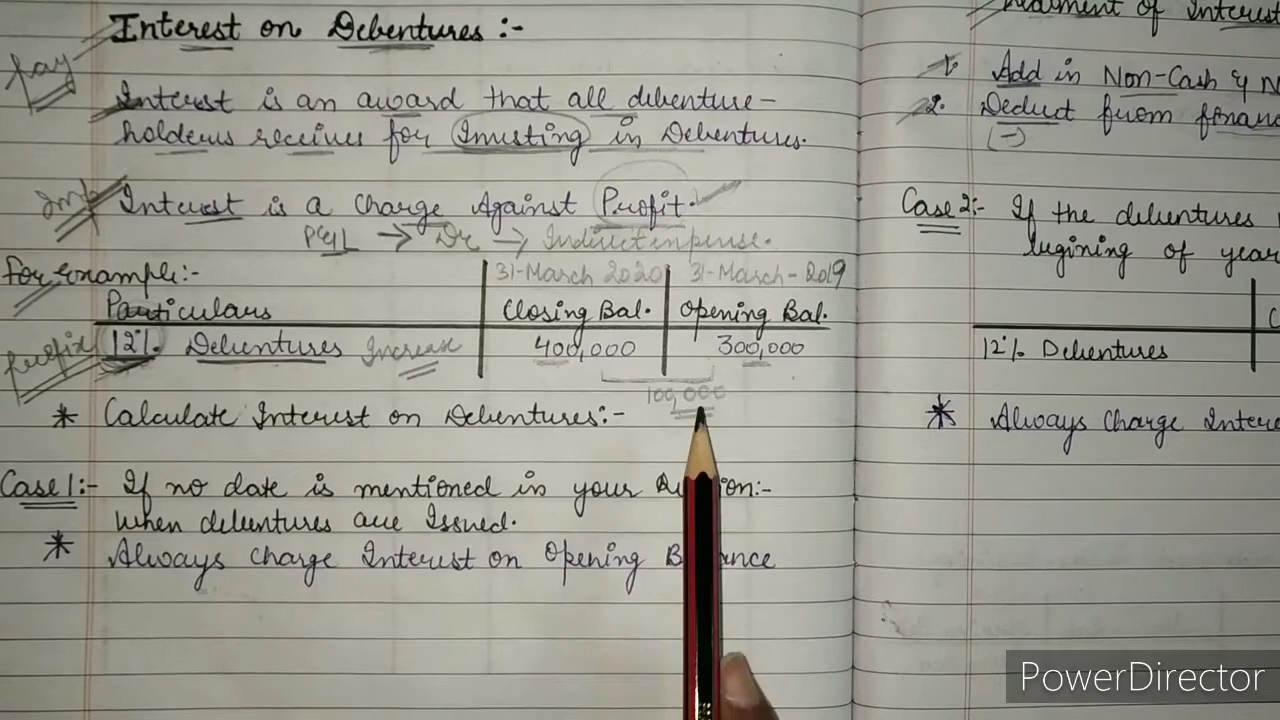 Interest on Debentures :-
Pay
Interest is an award that all debenture-
holders receives for Investing in Debentures.
Imp
Interest is a charge Against Profit.
P&L → Dr → Indirect expense.
for example:-
31-March 2020 31-March-2019
Particulars Closing Bal. Opening Bal.
Prefix 12% Debentures Increase 400,000 300,000
100,000
* Calculate Interest on Debentures:-
Case 1:- If no date is mentioned in your
when debentures are Issued.
* Always charge Interest on Opening
of Interest
1. Add in Non-Cash &
2. Deduct from
(-)
Case 2:- If the debentures
begining of year
12% Debentures
* Always charge
PowerDirector